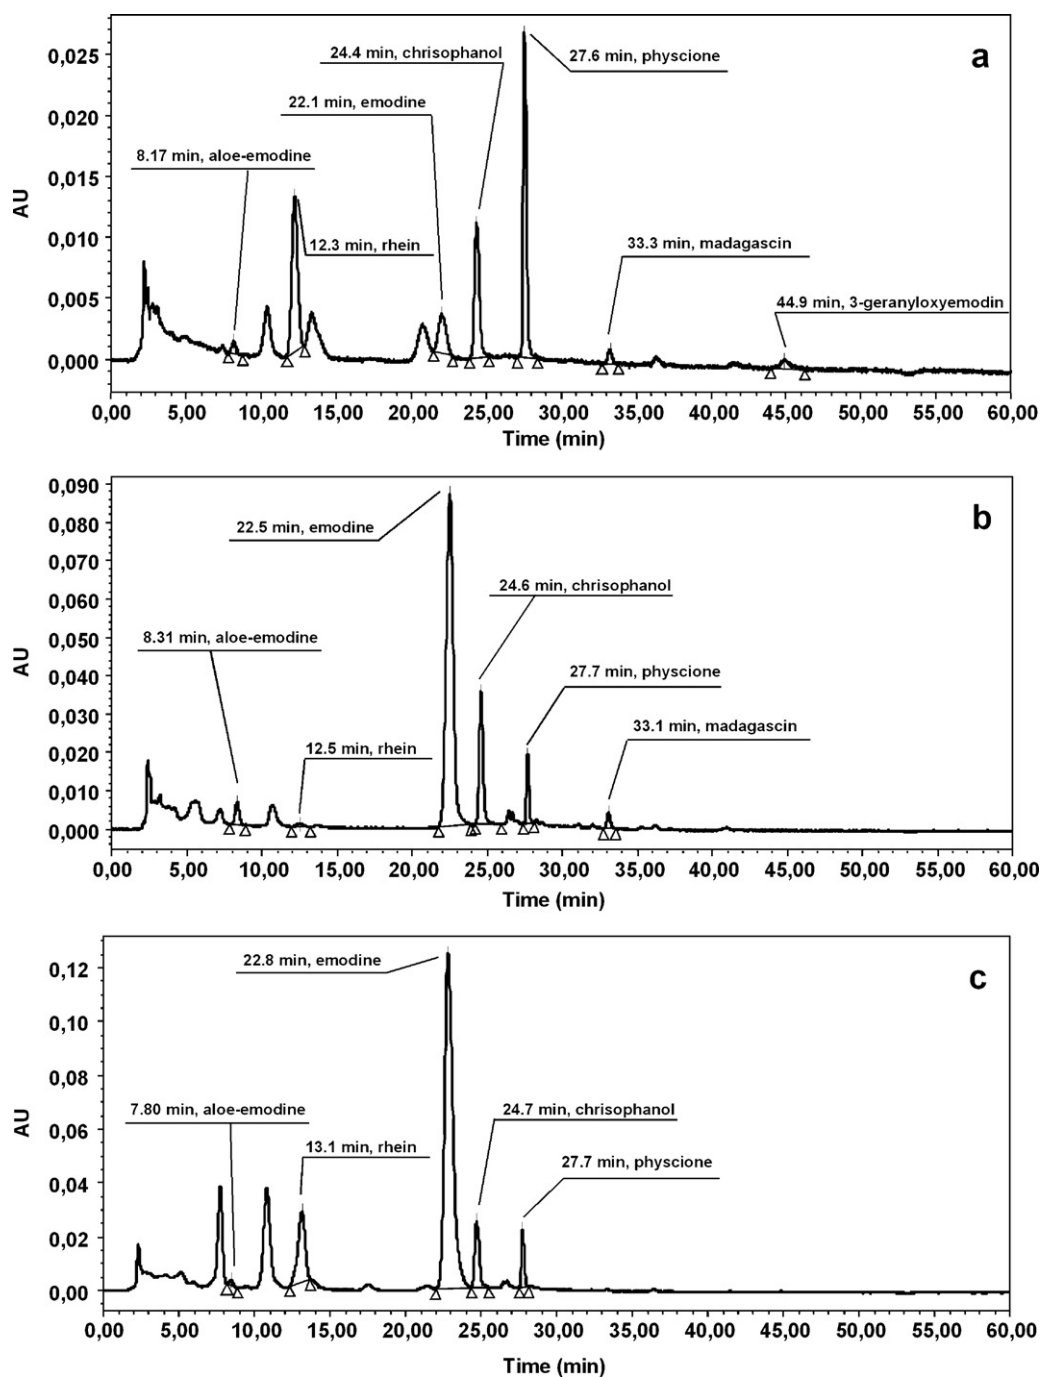 a
24.4 min, chrisophanol
27.6 min, physcione
22.1 min, emodine
8.17 min, aloe-emodine
12.3 min, rhein
33.3 min, madagascin
44.9 min, 3-geranyloxyemodin
AU
0,025
0,020
0,015
0,010
0,005
0,000
0,00 5,00 10,00 15,00 20,00 25,00 30,00 35,00 40,00 45,00 50,00 55,00 60,00
Time (min)
b
22.5 min, emodine
24.6 min, chrisophanol
8.31 min, aloe-emodine
27.7 min, physcione
12.5 min, rhein
33.1 min, madagascin
AU
0,090
0,080
0,070
0,060
0,050
0,040
0,030
0,020
0,010
0,000
0,00 5,00 10,00 15,00 20,00 25,00 30,00 35,00 40,00 45,00 50,00 55,00 60,00
Time (min)
c
22.8 min, emodine
7.80 min, aloe-emodine
24.7 min, chrisophanol
13.1 min, rhein
27.7 min, physcione
AU
0,12
0,10
0,08
0,06
0,04
0,02
0,00
0,00 5,00 10,00 15,00 20,00 25,00 30,00 35,00 40,00 45,00 50,00 55,00 60,00
Time (min)